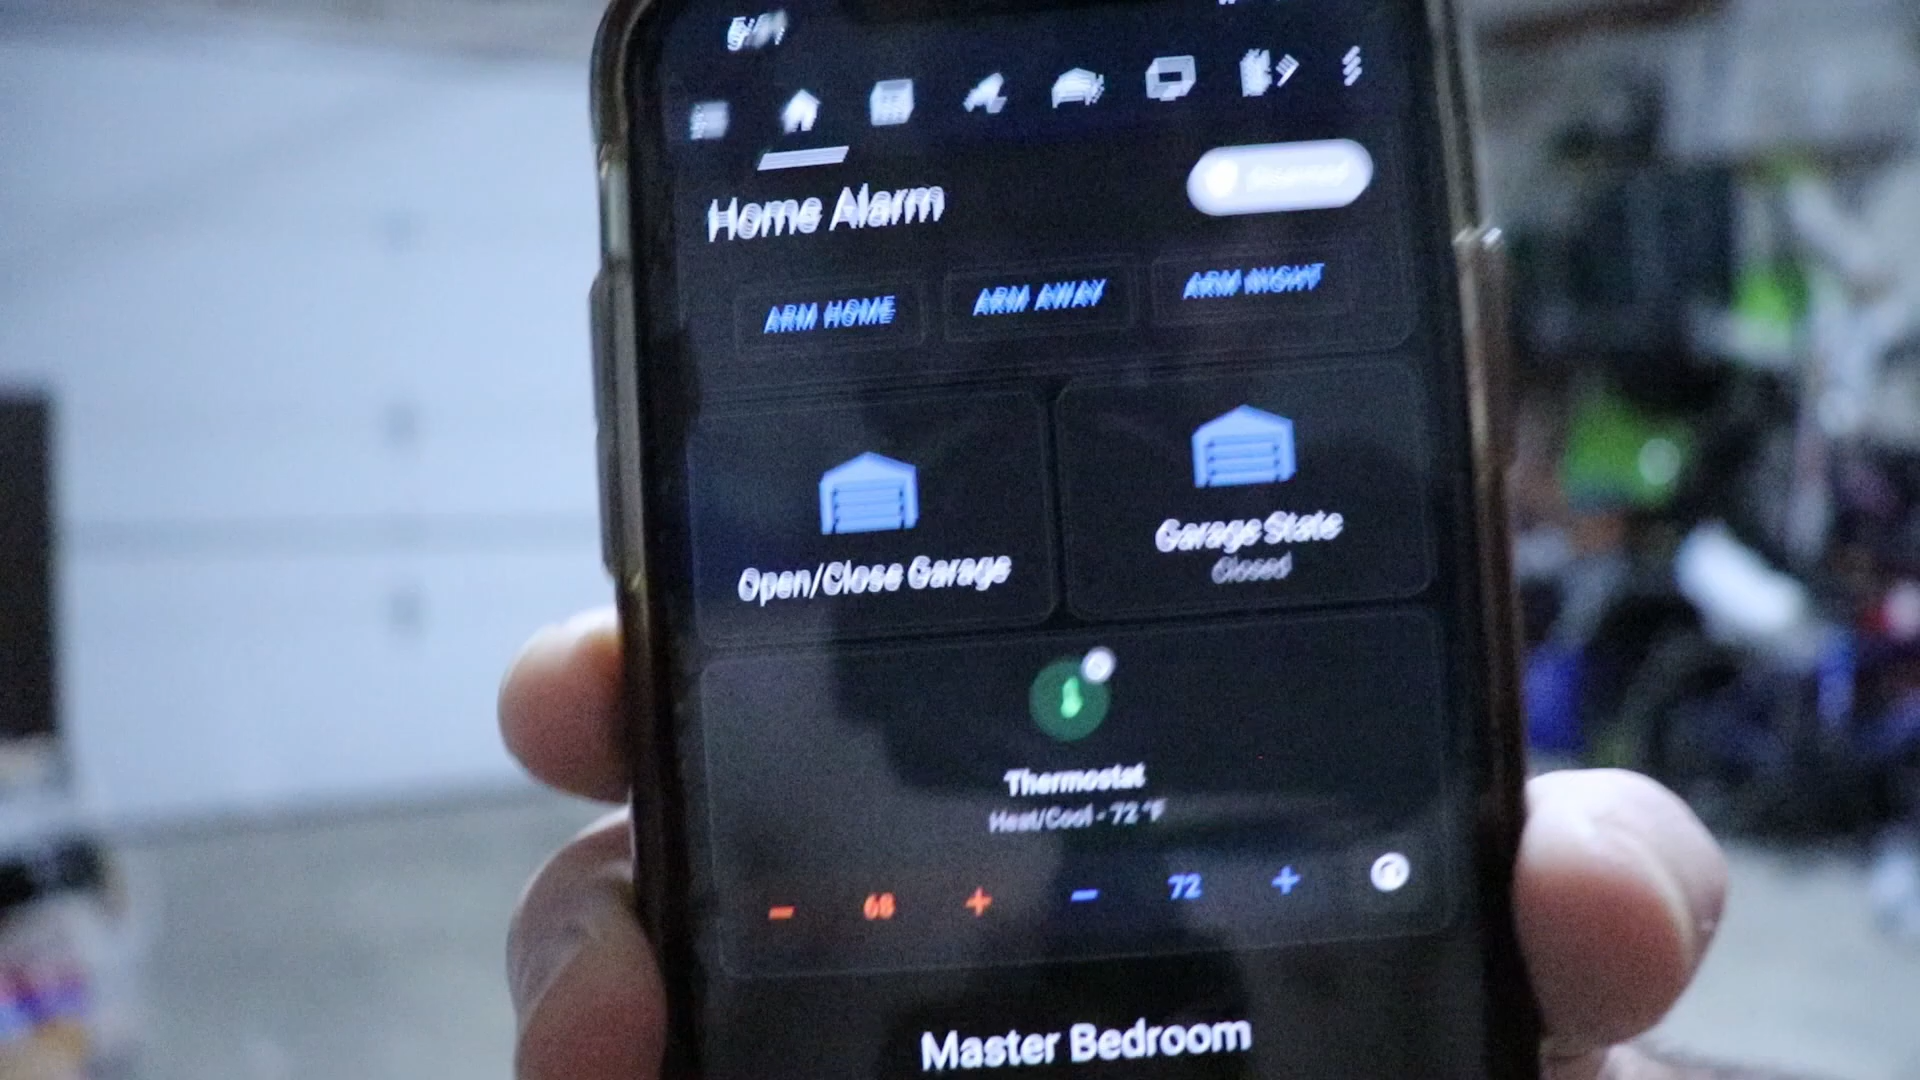 Home Alarm
ARM HOME
ARM AWAY
ARM NIGHT
Open/Close Garage
Garage State
Closed
Thermostat
Heat/Cool - 72 °F
- 68 +
- 72 +
Master Bedroom